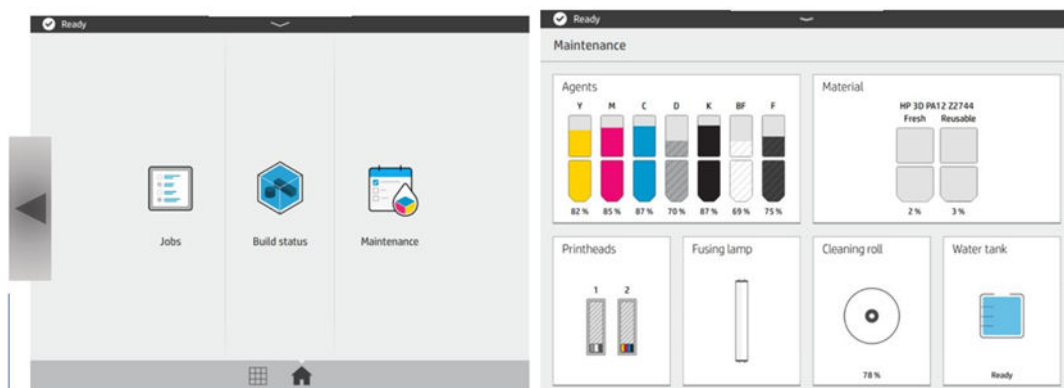 Ready
Jobs
Build status
Maintenance
Ready
Maintenance
Agents
Y M C D K BF F
82 % 85 % 87 % 70 % 87 % 69 % 75 %
Material
HP 3D PA12 Z2744
Fresh Reusable
2 % 3 %
Printheads
1 2
Fusing lamp
Cleaning roll
78 %
Water tank
Ready